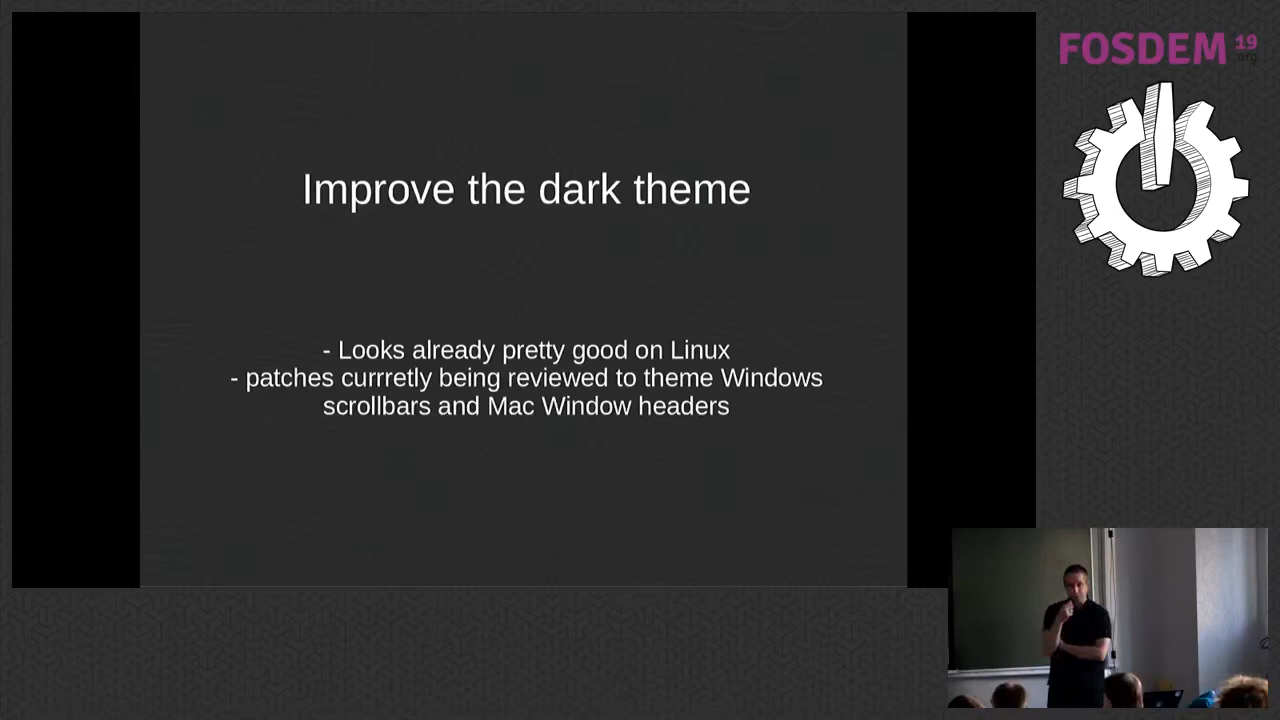 FOSDEM 19
.org
Improve the dark theme
- Looks already pretty good on Linux
- patches currretly being reviewed to theme Windows
scrollbars and Mac Window headers